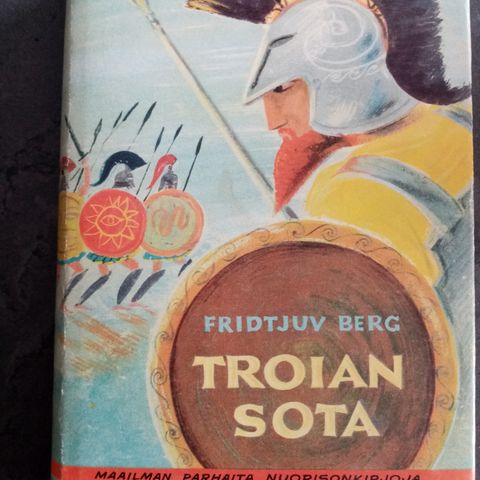 FRIDTJUV BERG
TROIAN
SOTA
MAAILMAN PARHAITA NUORISONKIRJOJA